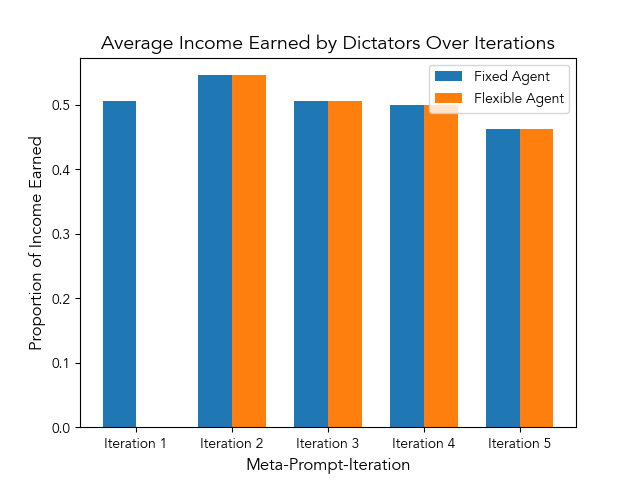 Average Income Earned by Dictators Over Iterations
Fixed Agent
Flexible Agent
Proportion of Income Earned
0.5
0.4
0.3
0.2
0.1
0.0
Iteration 1
Iteration 2
Iteration 3
Iteration 4
Iteration 5
Meta-Prompt-Iteration